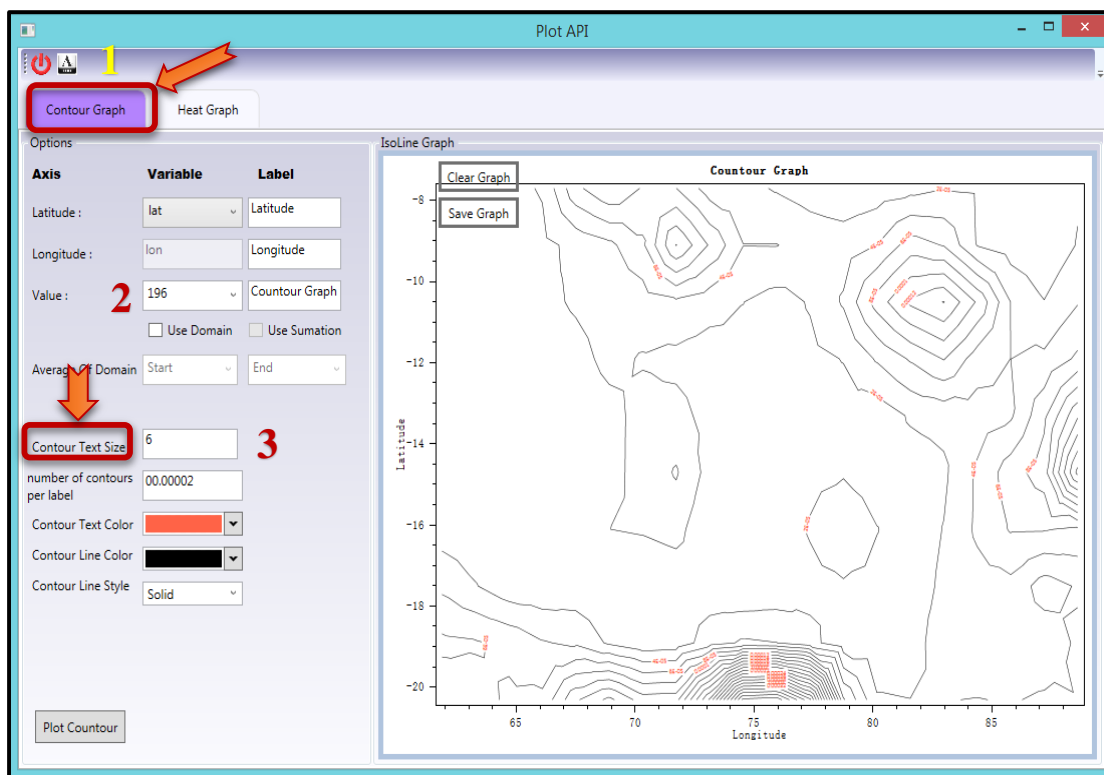 Plot API
1
Contour Graph
Heat Graph
Options
Axis Variable Label
Latitude : lat Latitude
Longitude : lon Longitude
Value : 2 196 Countour Graph
Use Domain Use Sumation
Average Of Domain Start End
Contour Text Size 6 3
number of contours per label 00.00002
Contour Text Color
Contour Line Color
Contour Line Style Solid
Plot Countour
IsoLine Graph
Clear Graph
Save Graph
Countour Graph
-8
-10
-12
-14
-16
-18
-20
Latitude
65 70 75 80 85
Longitude